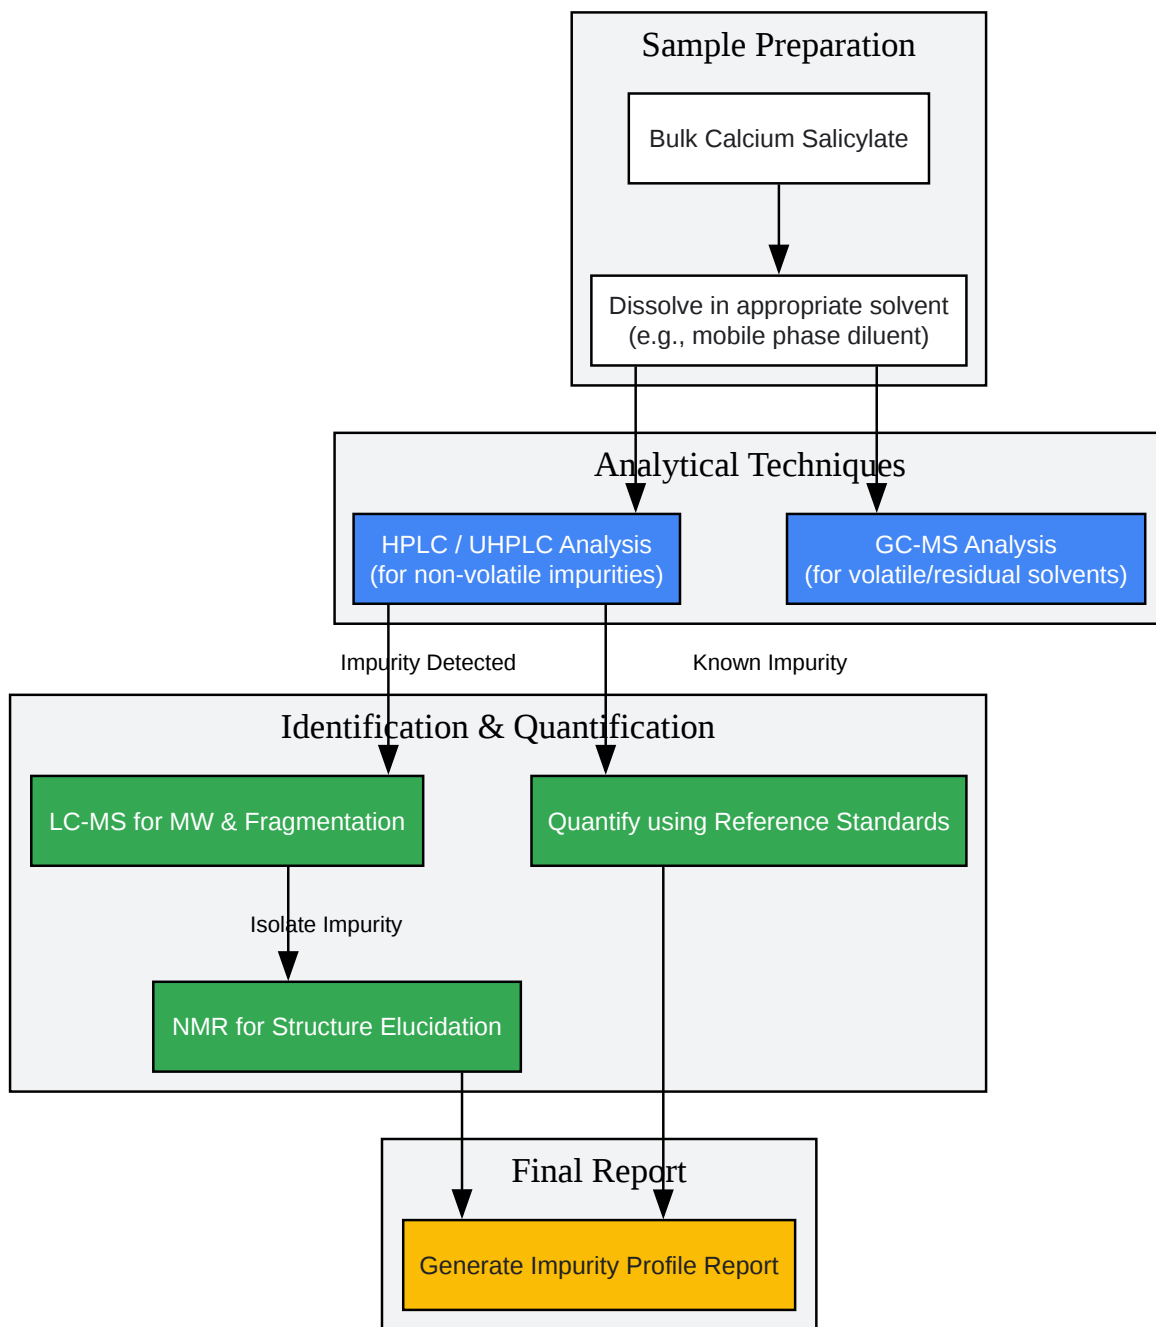 Sample Preparation
Bulk Calcium Salicylate
Dissolve in appropriate solvent
(e.g., mobile phase diluent)
Analytical Techniques
HPLC / UHPLC Analysis
(for non-volatile impurities)
GC-MS Analysis
(for volatile/residual solvents)
Impurity Detected
Known Impurity
Identification & Quantification
LC-MS for MW & Fragmentation
Quantify using Reference Standards
Isolate Impurity
NMR for Structure Elucidation
Final Report
Generate Impurity Profile Report